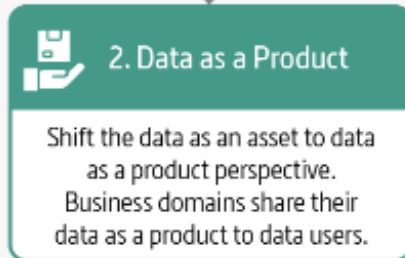 2. Data as a Product
Shift the data as an asset to data
as a product perspective.
Business domains share their
data as a product to data users.